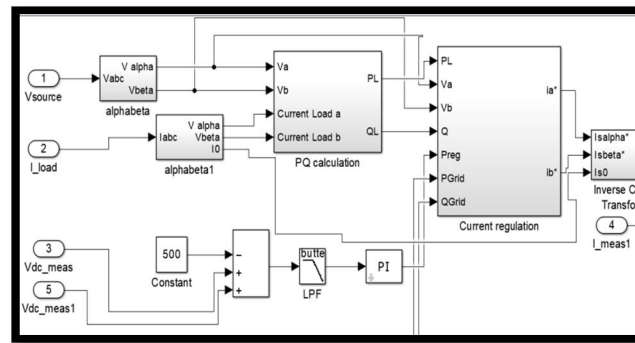 1
Vsource
Vabc
V alpha
Vbeta
alphabeta
2
I_load
Iabc
V alpha
Vbeta
I0
alphabeta1
Va
Vb
Current Load a
Current Load b
PL
QL
PQ calculation
PL
Va
Vb
Q
Preg
PGrid
QGrid
ia*
ib*
Current regulation
Isalpha*
Isbeta*
Is0
Inverse C
Transfo
4
I_meas1
3
Vdc_meas
5
Vdc_meas1
500
Constant
−
+
+
butte
LPF
PI